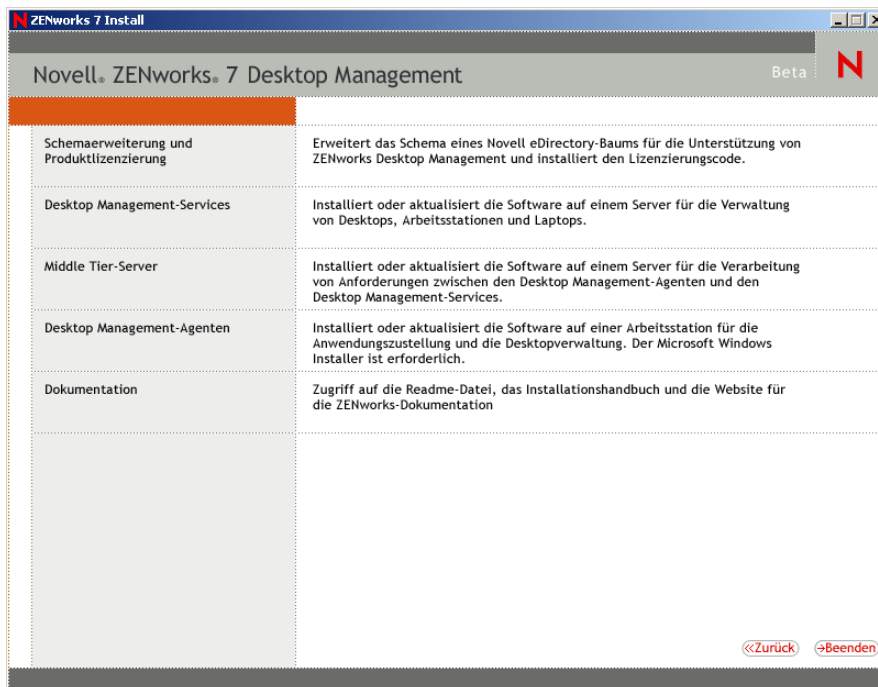 N ZENworks 7 Install
Novell® ZENworks® 7 Desktop Management
Beta
N
Schemaerweiterung und
Produktlizenzierung
Erweitert das Schema eines Novell eDirectory-Baums für die Unterstützung von
ZENworks Desktop Management und installiert den Lizenzierungscode.
Desktop Management-Services
Installiert oder aktualisiert die Software auf einem Server für die Verwaltung
von Desktops, Arbeitsstationen und Laptops.
Middle Tier-Server
Installiert oder aktualisiert die Software auf einem Server für die Verarbeitung
von Anforderungen zwischen den Desktop Management-Agenten und den
Desktop Management-Services.
Desktop Management-Agenten
Installiert oder aktualisiert die Software auf einer Arbeitsstation für die
Anwendungszustellung und die Desktopverwaltung. Der Microsoft Windows
Installer ist erforderlich.
Dokumentation
Zugriff auf die Readme-Datei, das Installationshandbuch und die Website für
die ZENworks-Dokumentation
«Zurück
→Beenden